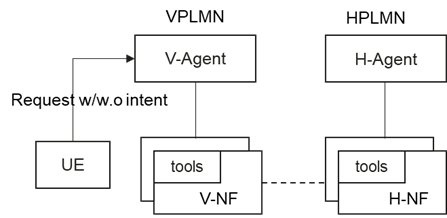 VPLMN HPLMN
V-Agent H-Agent
Request w/w.o intent
UE tools tools
V-NF H-NF